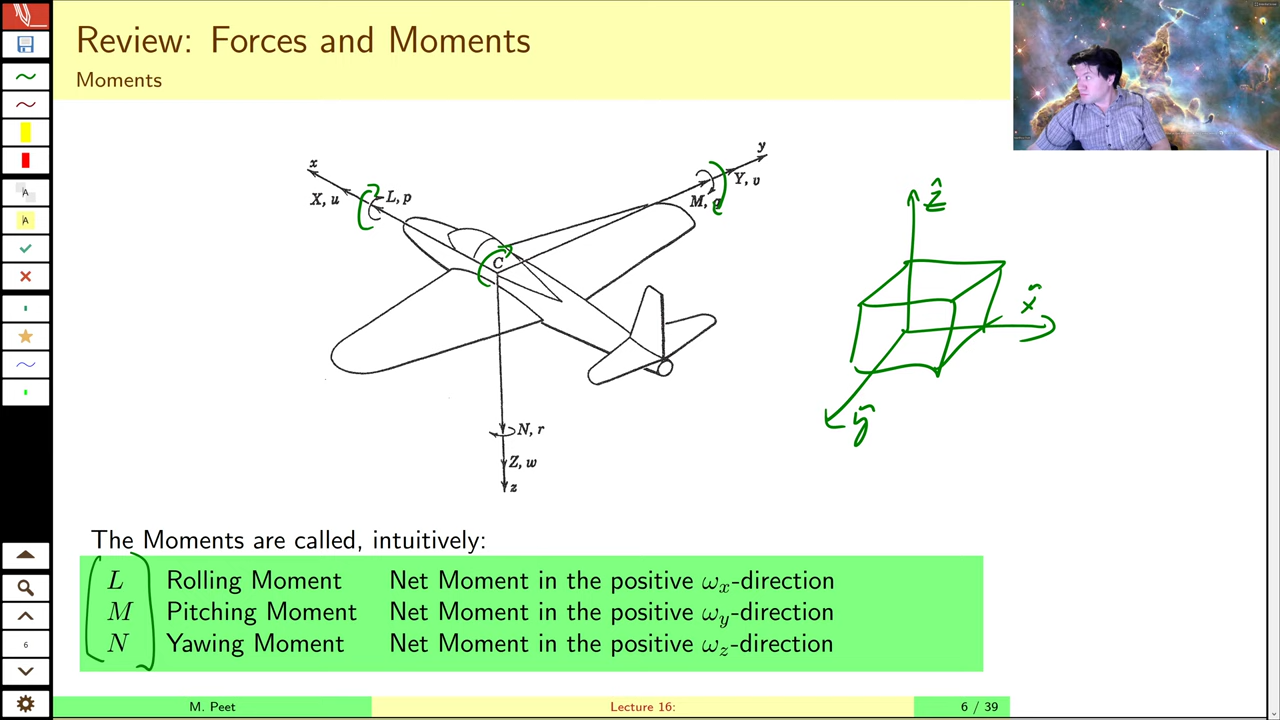 Review: Forces and Moments
Moments
x
X, u
L, p
y
Y, v
M,
C
N, r
Z, w
z
ẑ
x̂
ŷ
The Moments are called, intuitively:
L Rolling Moment Net Moment in the positive ωx-direction
M Pitching Moment Net Moment in the positive ωy-direction
N Yawing Moment Net Moment in the positive ωz-direction
A
A
6
M. Peet Lecture 16: 6 / 39